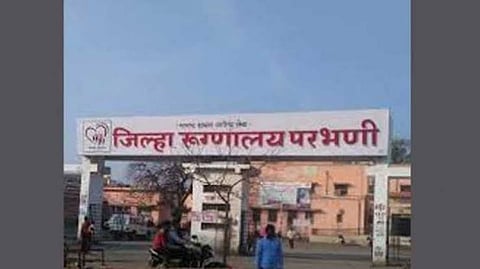 जिल्हा रूग्णालय परभणी